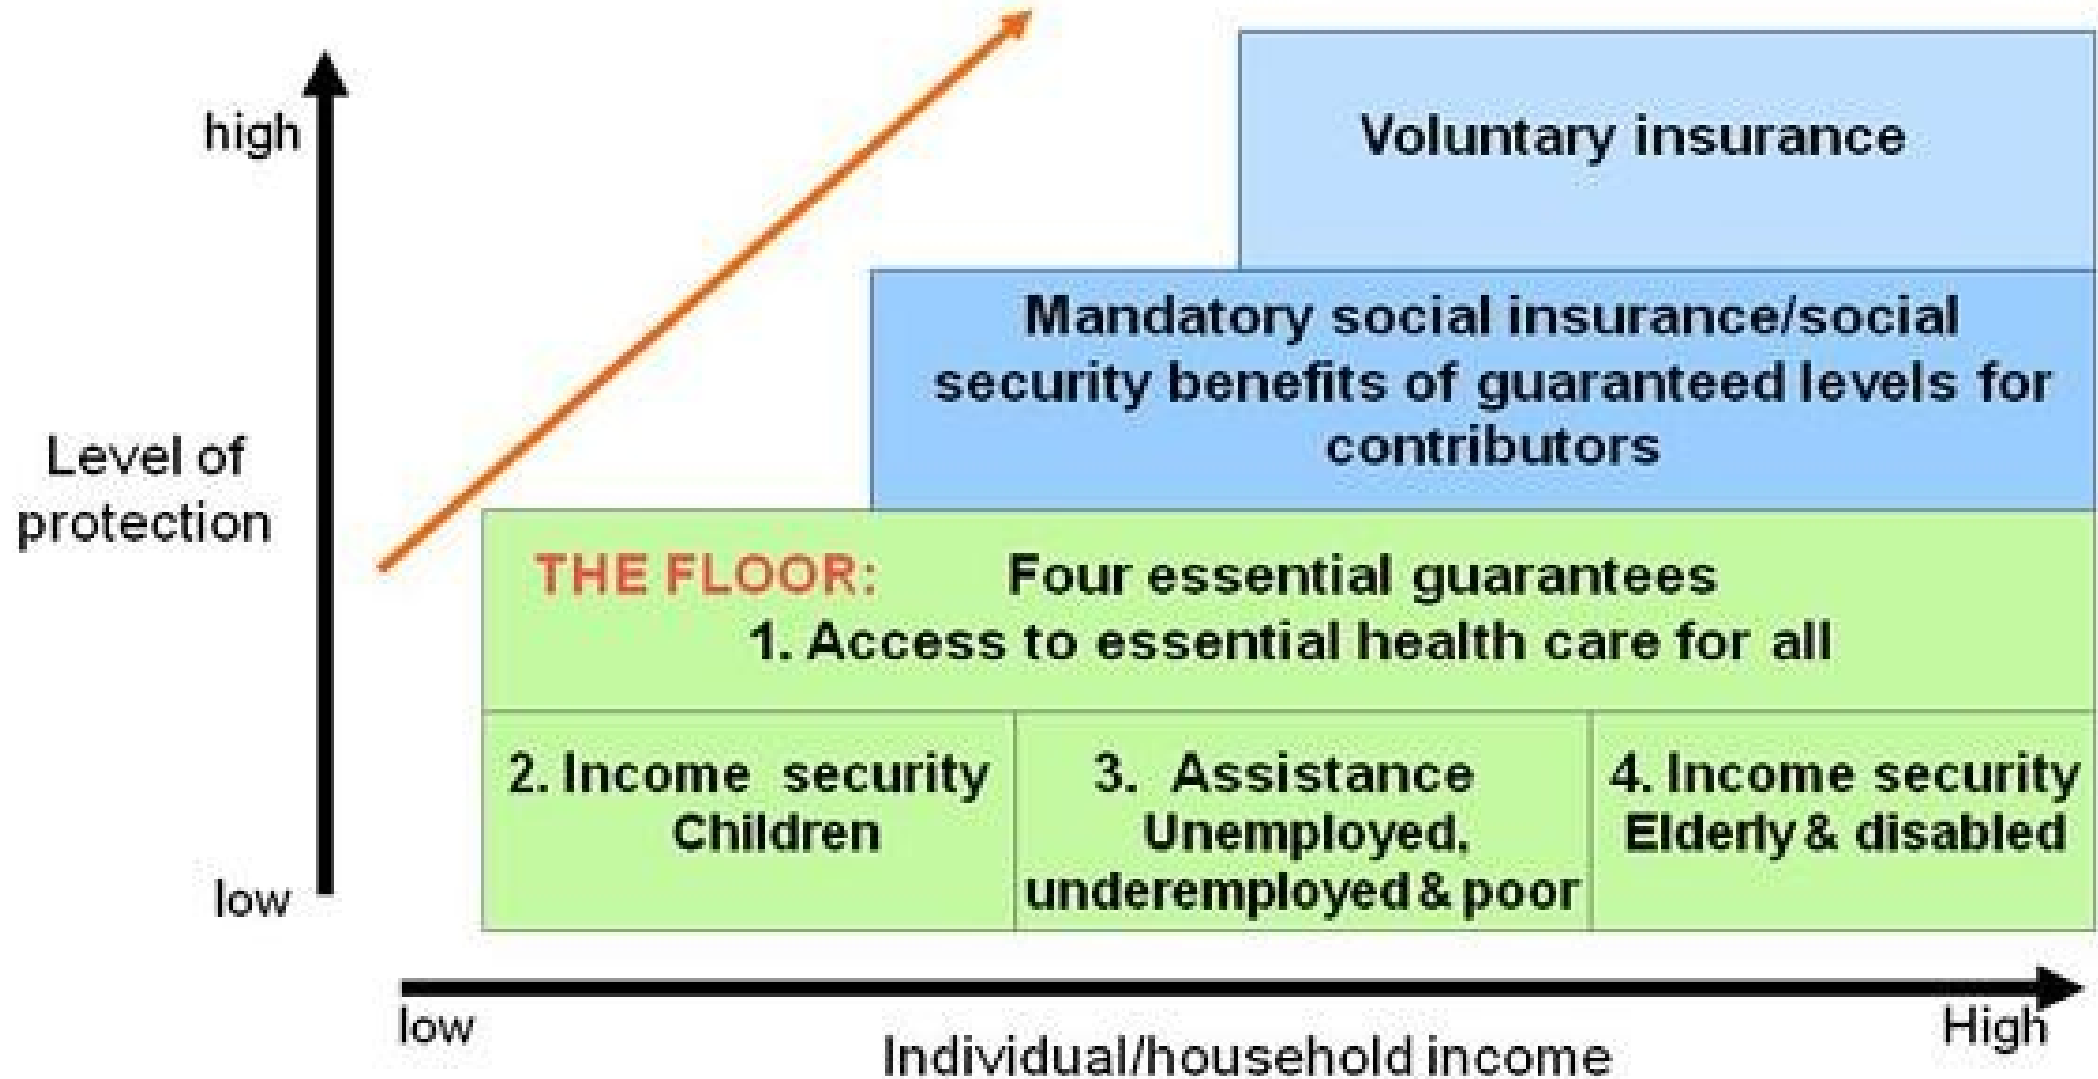 high
Voluntary insurance
Mandatory social insurance/social
security benefits of guaranteed levels for
contributors
Level of
protection
THE FLOOR: Four essential guarantees
1. Access to essential health care for all
2. Income security
Children
3. Assistance
Unemployed,
underemployed & poor
4. Income security
Elderly & disabled
low
low
High
Individual/household income